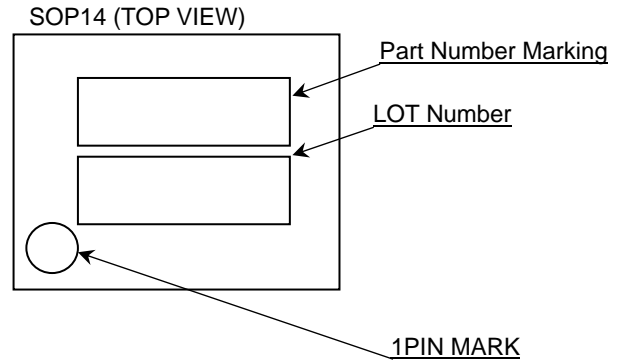 SOP14 (TOP VIEW)
Part Number Marking
LOT Number
1PIN MARK